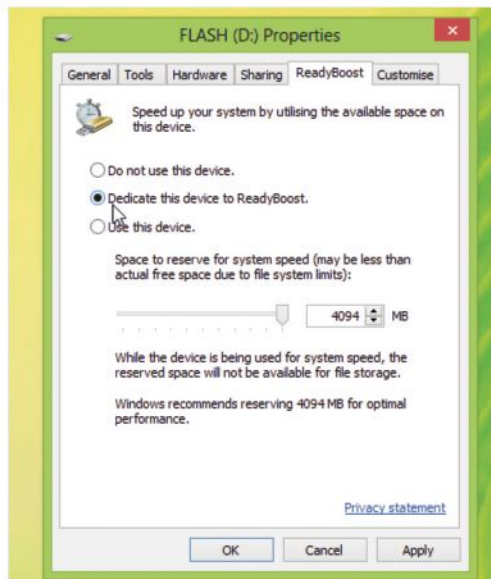 FLASH (D:) Properties
General Tools Hardware Sharing ReadyBoost Customise
Speed up your system by utilising the available space on
this device.
Do not use this device.
Dedicate this device to ReadyBoost.
Use this device.
Space to reserve for system speed (may be less than
actual free space due to file system limits):
4094 MB
While the device is being used for system speed, the
reserved space will not be available for file storage.
Windows recommends reserving 4094 MB for optimal
performance.
Privacy statement
OK Cancel Apply